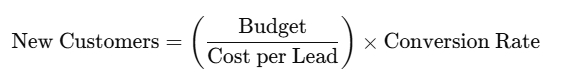 New Customers = (Budget / Cost per Lead) × Conversion Rate